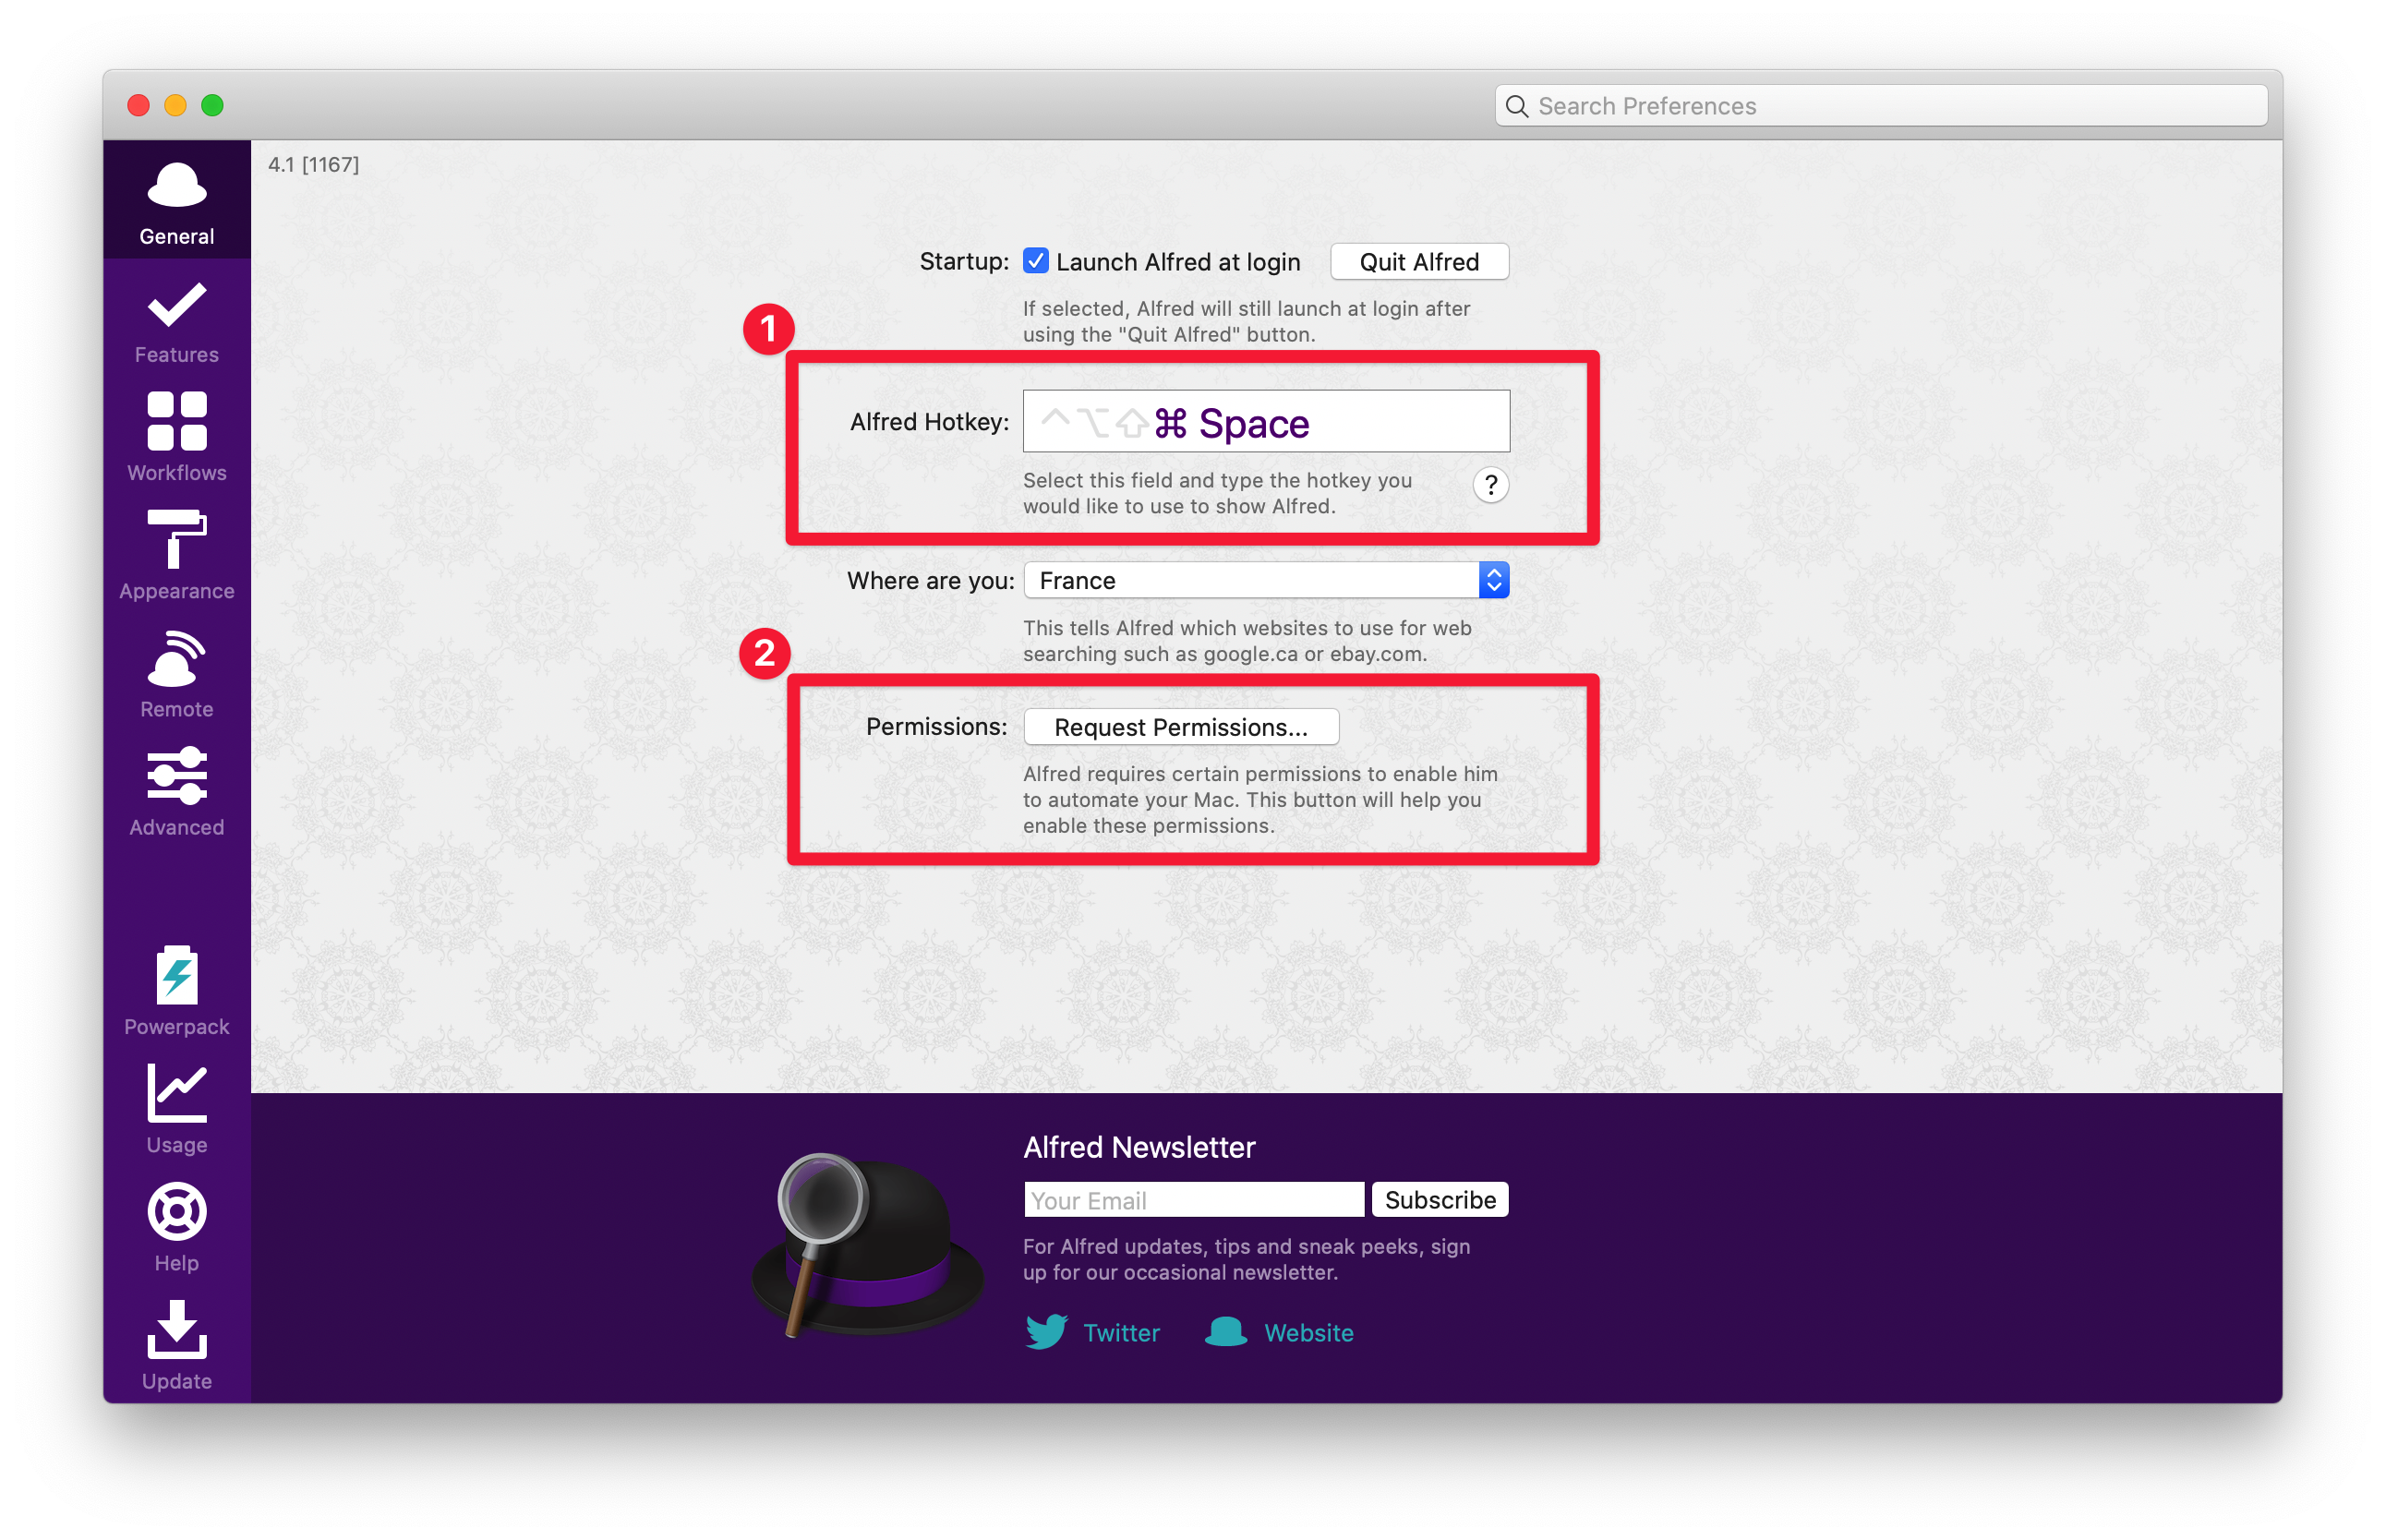 Search Preferences
4.1 [1167]
General
Features
Workflows
Appearance
Remote
Advanced
Powerpack
Usage
Help
Update
Startup: Launch Alfred at login Quit Alfred
If selected, Alfred will still launch at login after
using the "Quit Alfred" button.
1
Alfred Hotkey: ^⌥⇧⌘ Space
Select this field and type the hotkey you
would like to use to show Alfred.
?
Where are you: France
This tells Alfred which websites to use for web
searching such as google.ca or ebay.com.
2
Permissions: Request Permissions...
Alfred requires certain permissions to enable him
to automate your Mac. This button will help you
enable these permissions.
Alfred Newsletter
Your Email Subscribe
For Alfred updates, tips and sneak peeks, sign
up for our occasional newsletter.
Twitter Website